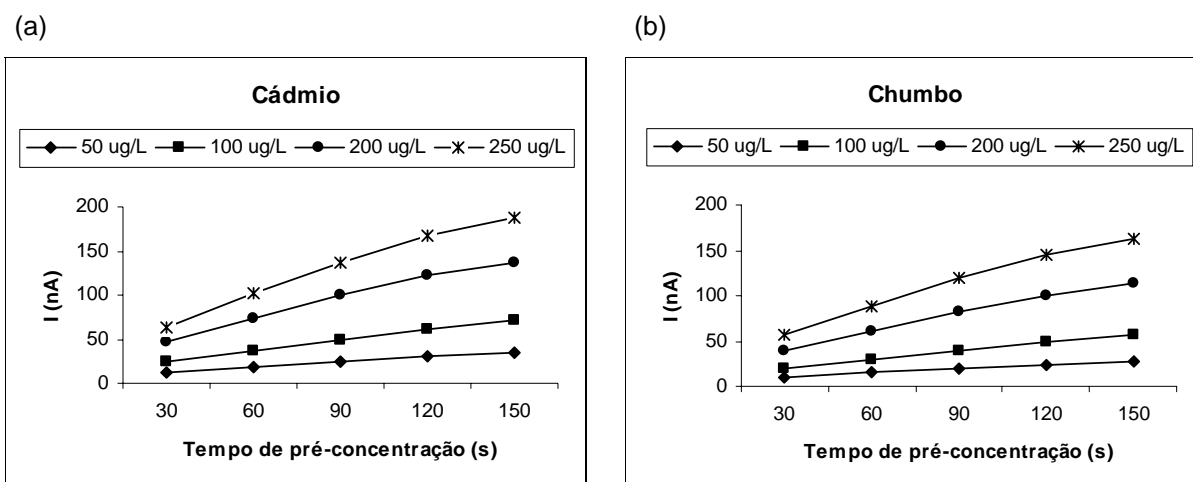 (a)
Cádmio
50 ug/L 100 ug/L 200 ug/L 250 ug/L
200
150
100
50
0
I (nA)
30 60 90 120 150
Tempo de pré-concentração (s)
(b)
Chumbo
50 ug/L 100 ug/L 200 ug/L 250 ug/L
200
150
100
50
0
I (nA)
30 60 90 120 150
Tempo de pré-concentração (s)